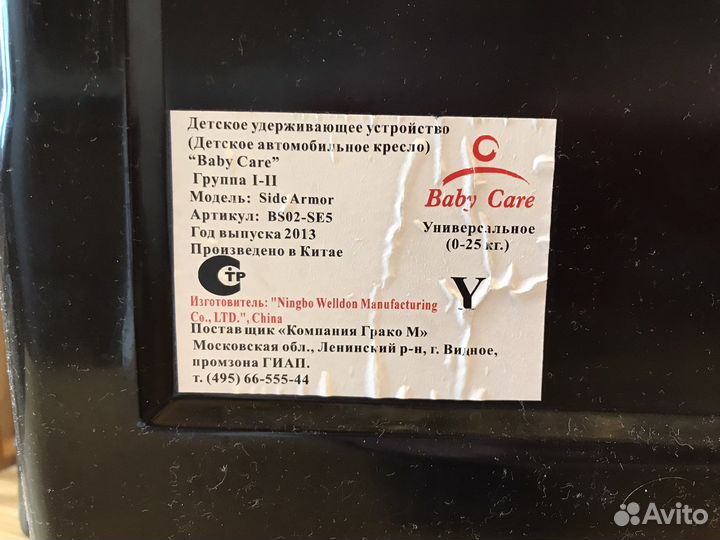 Детское удерживающее устройство
(Детское автомобильное кресло)
“Baby Care”
Группа I-II
Модель: Side Armor
Артикул: BS02-SE5
Год выпуска 2013
Произведено в Китае
СТР
Изготовитель: "Ningbo Welldon Manufacturing
Co., LTD.", China
Поставщик «Компания Грако М»
Московская обл., Ленинский р-н, г. Видное,
промзона ГИАП.
т. (495) 66-555-44
Baby Care
Универсальное
(0-25 кг.)
Y
Avito